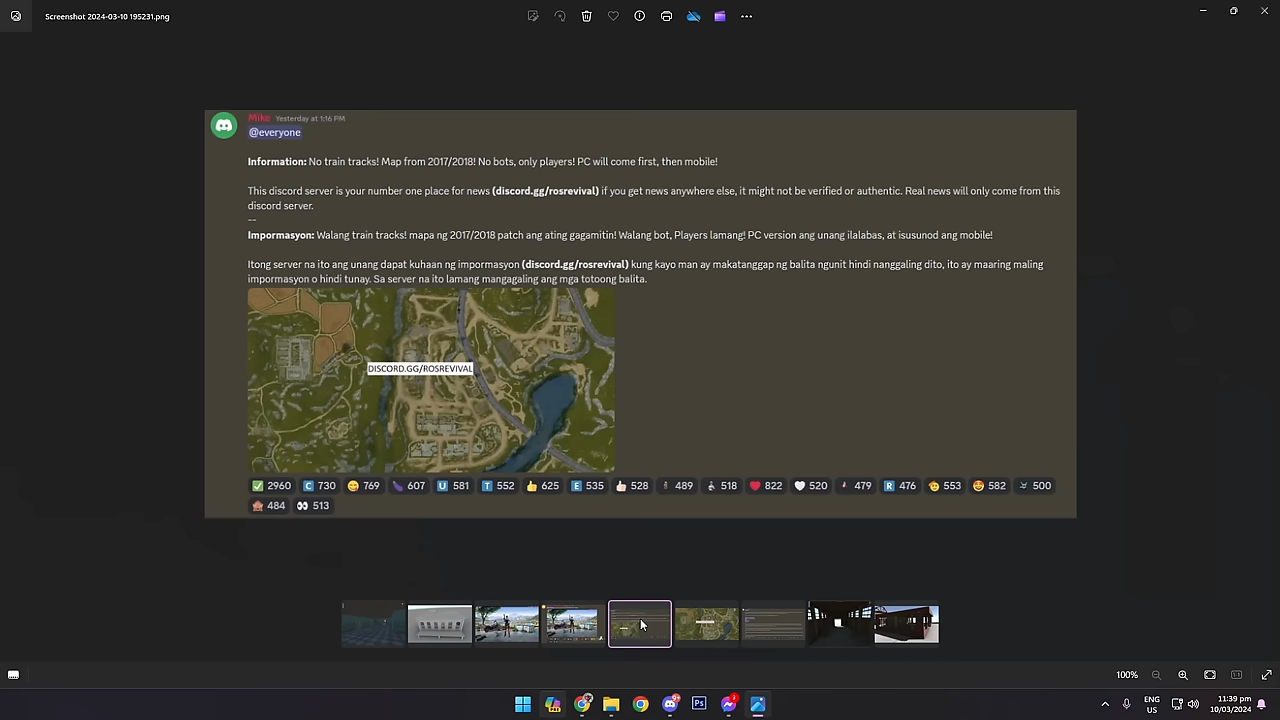 Screenshot 2024-03-10 195231.png
Mike Yesterday at 1:16 PM
@everyone
Information: No train tracks! Map from 2017/2018! No bots, only players! PC will come first, then mobile!
This discord server is your number one place for news (discord.gg/rosrevival) if you get news anywhere else, it might not be verified or authentic. Real news will only come from this
discord server.
--
Impormasyon: Walang train tracks! mapa ng 2017/2018 patch ang ating gagamitin! Walang bot, Players lamang! PC version ang unang ilalabas, at isusunod ang mobile!
Itong server na ito ang unang dapat kuhaan ng impormasyon (discord.gg/rosrevival) kung kayo man ay makatanggap ng balita ngunit hindi nanggaling dito, ito ay maaring maling
impormasyon o hindi tunay. Sa server na ito lamang mangagaling ang mga totoong balita.
DISCORD.GG/ROSREVIVAL
2960 C 730 769 607 U 581 T 552 625 E 535 528 489 518 822 520 479 R 476 553 582 500
484 513
100%
Ps
ENG
US
11:39 pm
10/03/2024